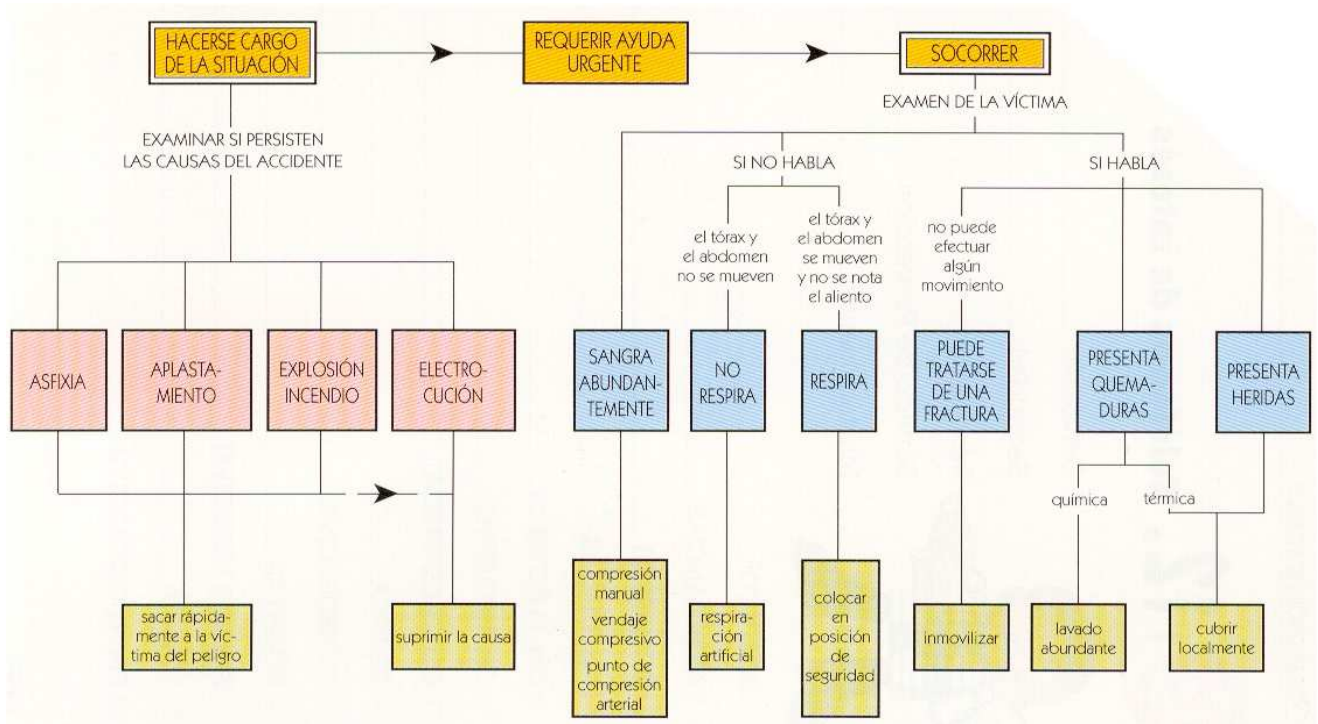 HACERSE CARGO
DE LA SITUACIÓN
REQUERIR AYUDA
URGENTE
SOCORRER
EXAMINAR SI PERSISTEN
LAS CAUSAS DEL ACCIDENTE
EXAMEN DE LA VÍCTIMA
SI NO HABLA
SI HABLA
el tórax y
el abdomen
no se mueven
el tórax y
el abdomen
se mueven
y no se nota
el aliento
no puede
efectuar
algún
movimiento
ASFIXIA
APLASTA-
MIENTO
EXPLOSIÓN
INCENDIO
ELECTRO-
CUCIÓN
SANGRA
ABUNDAN-
TEMENTE
NO
RESPIRA
RESPIRA
PUEDE
TRATARSE
DE UNA
FRACTURA
PRESENTA
QUEMA-
DURAS
PRESENTA
HERIDAS
química
térmica
sacar rápida-
mente a la víc-
tima del peligro
suprimir la causa
compresión
manual
vendaje
compresivo
punto de
compresión
arterial
respira-
ción
artificial
colocar
en
posición
de
seguridad
inmovilizar
lavado
abundante
cubrir
localmente